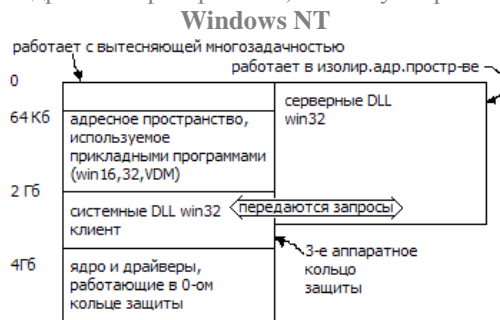 Windows NT
работает с вытесняющей многозадачностью
работает в изолир.адр.простр-ве
0
серверные DLL
win32
64 Кб
адресное пространство,
используемое
прикладными программами
(win16,32,VDM)
2 Гб
системные DLL win32
клиент
передаются запросы
3-е аппаратное
кольцо
защиты
4Гб
ядро и драйверы,
работающие в 0-ом
кольце защиты